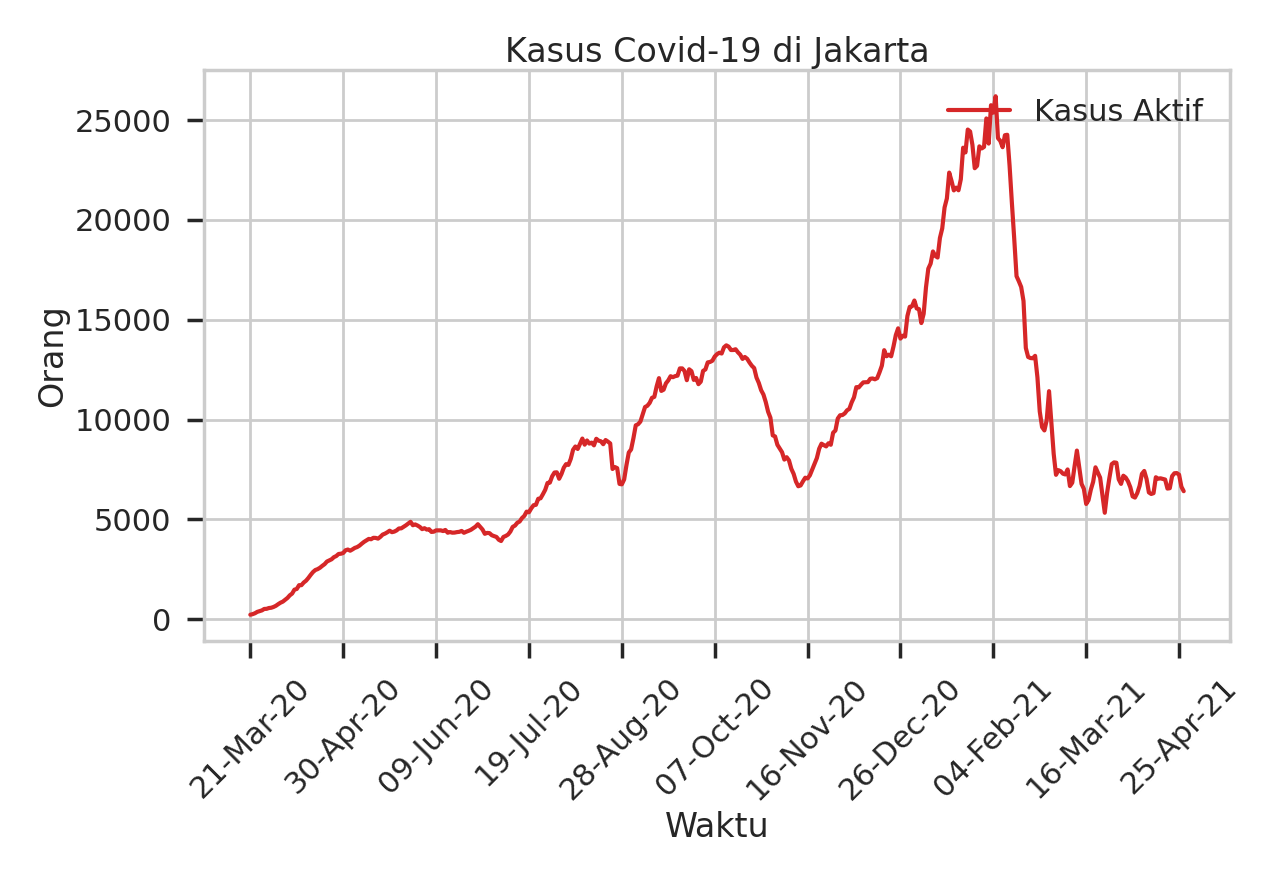 Kasus Covid-19 di Jakarta
Kasus Aktif
Orang
25000
20000
15000
10000
5000
0
21-Mar-20
30-Apr-20
09-Jun-20
19-Jul-20
28-Aug-20
07-Oct-20
16-Nov-20
26-Dec-20
04-Feb-21
16-Mar-21
25-Apr-21
Waktu